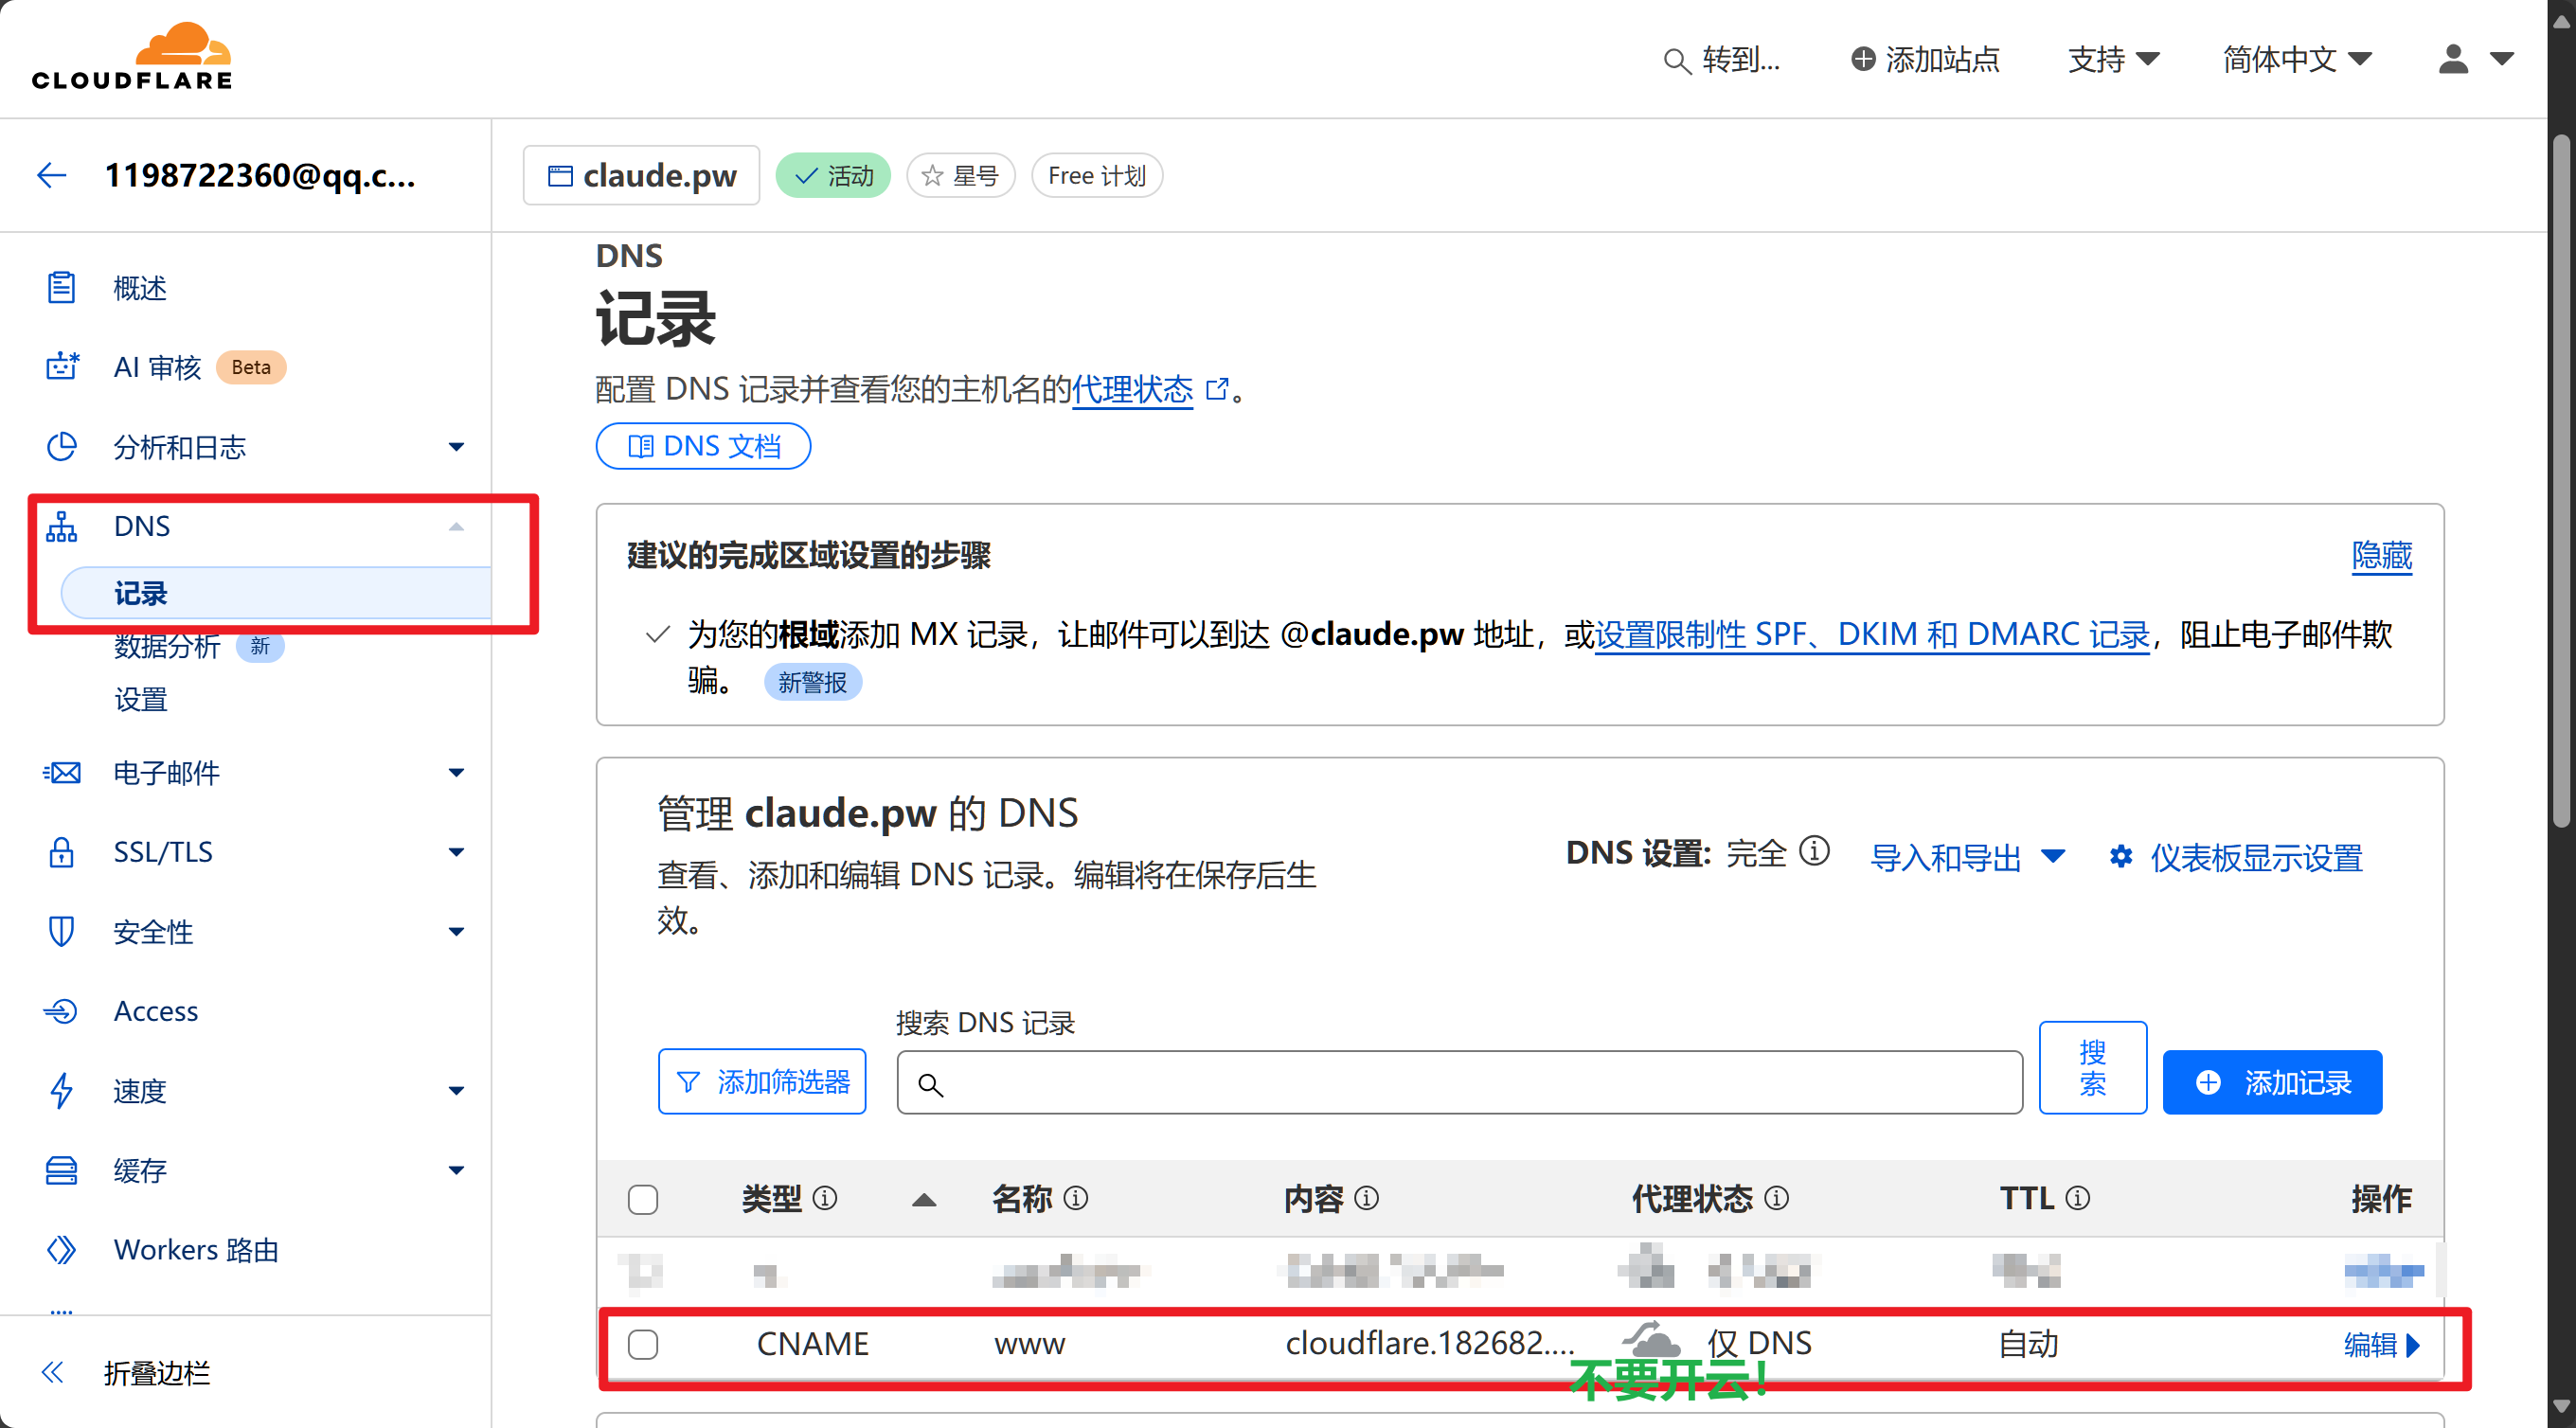 CLOUDFLARE
转到...
添加站点
支持
简体中文
1198722360@qq.c...
claude.pw
活动
星号
Free 计划
概述
AI 审核 Beta
分析和日志
DNS
记录
数据分析 新
设置
电子邮件
SSL/TLS
安全性
Access
速度
缓存
Workers 路由
折叠边栏
DNS
记录
配置 DNS 记录并查看您的主机名的代理状态。
DNS 文档
建议的完成区域设置的步骤
隐藏
为您的根域添加 MX 记录，让邮件可以到达 @claude.pw 地址，或设置限制性 SPF、DKIM 和 DMARC 记录，阻止电子邮件欺
骗。 新警报
管理 claude.pw 的 DNS
查看、添加和编辑 DNS 记录。编辑将在保存后生
效。
DNS 设置: 完全
导入和导出
仪表板显示设置
搜索 DNS 记录
添加筛选器
搜
索
添加记录
类型 名称 内容 代理状态 TTL 操作
CNAME www cloudflare.182682.... 仅 DNS 自动 编辑
不要开云！